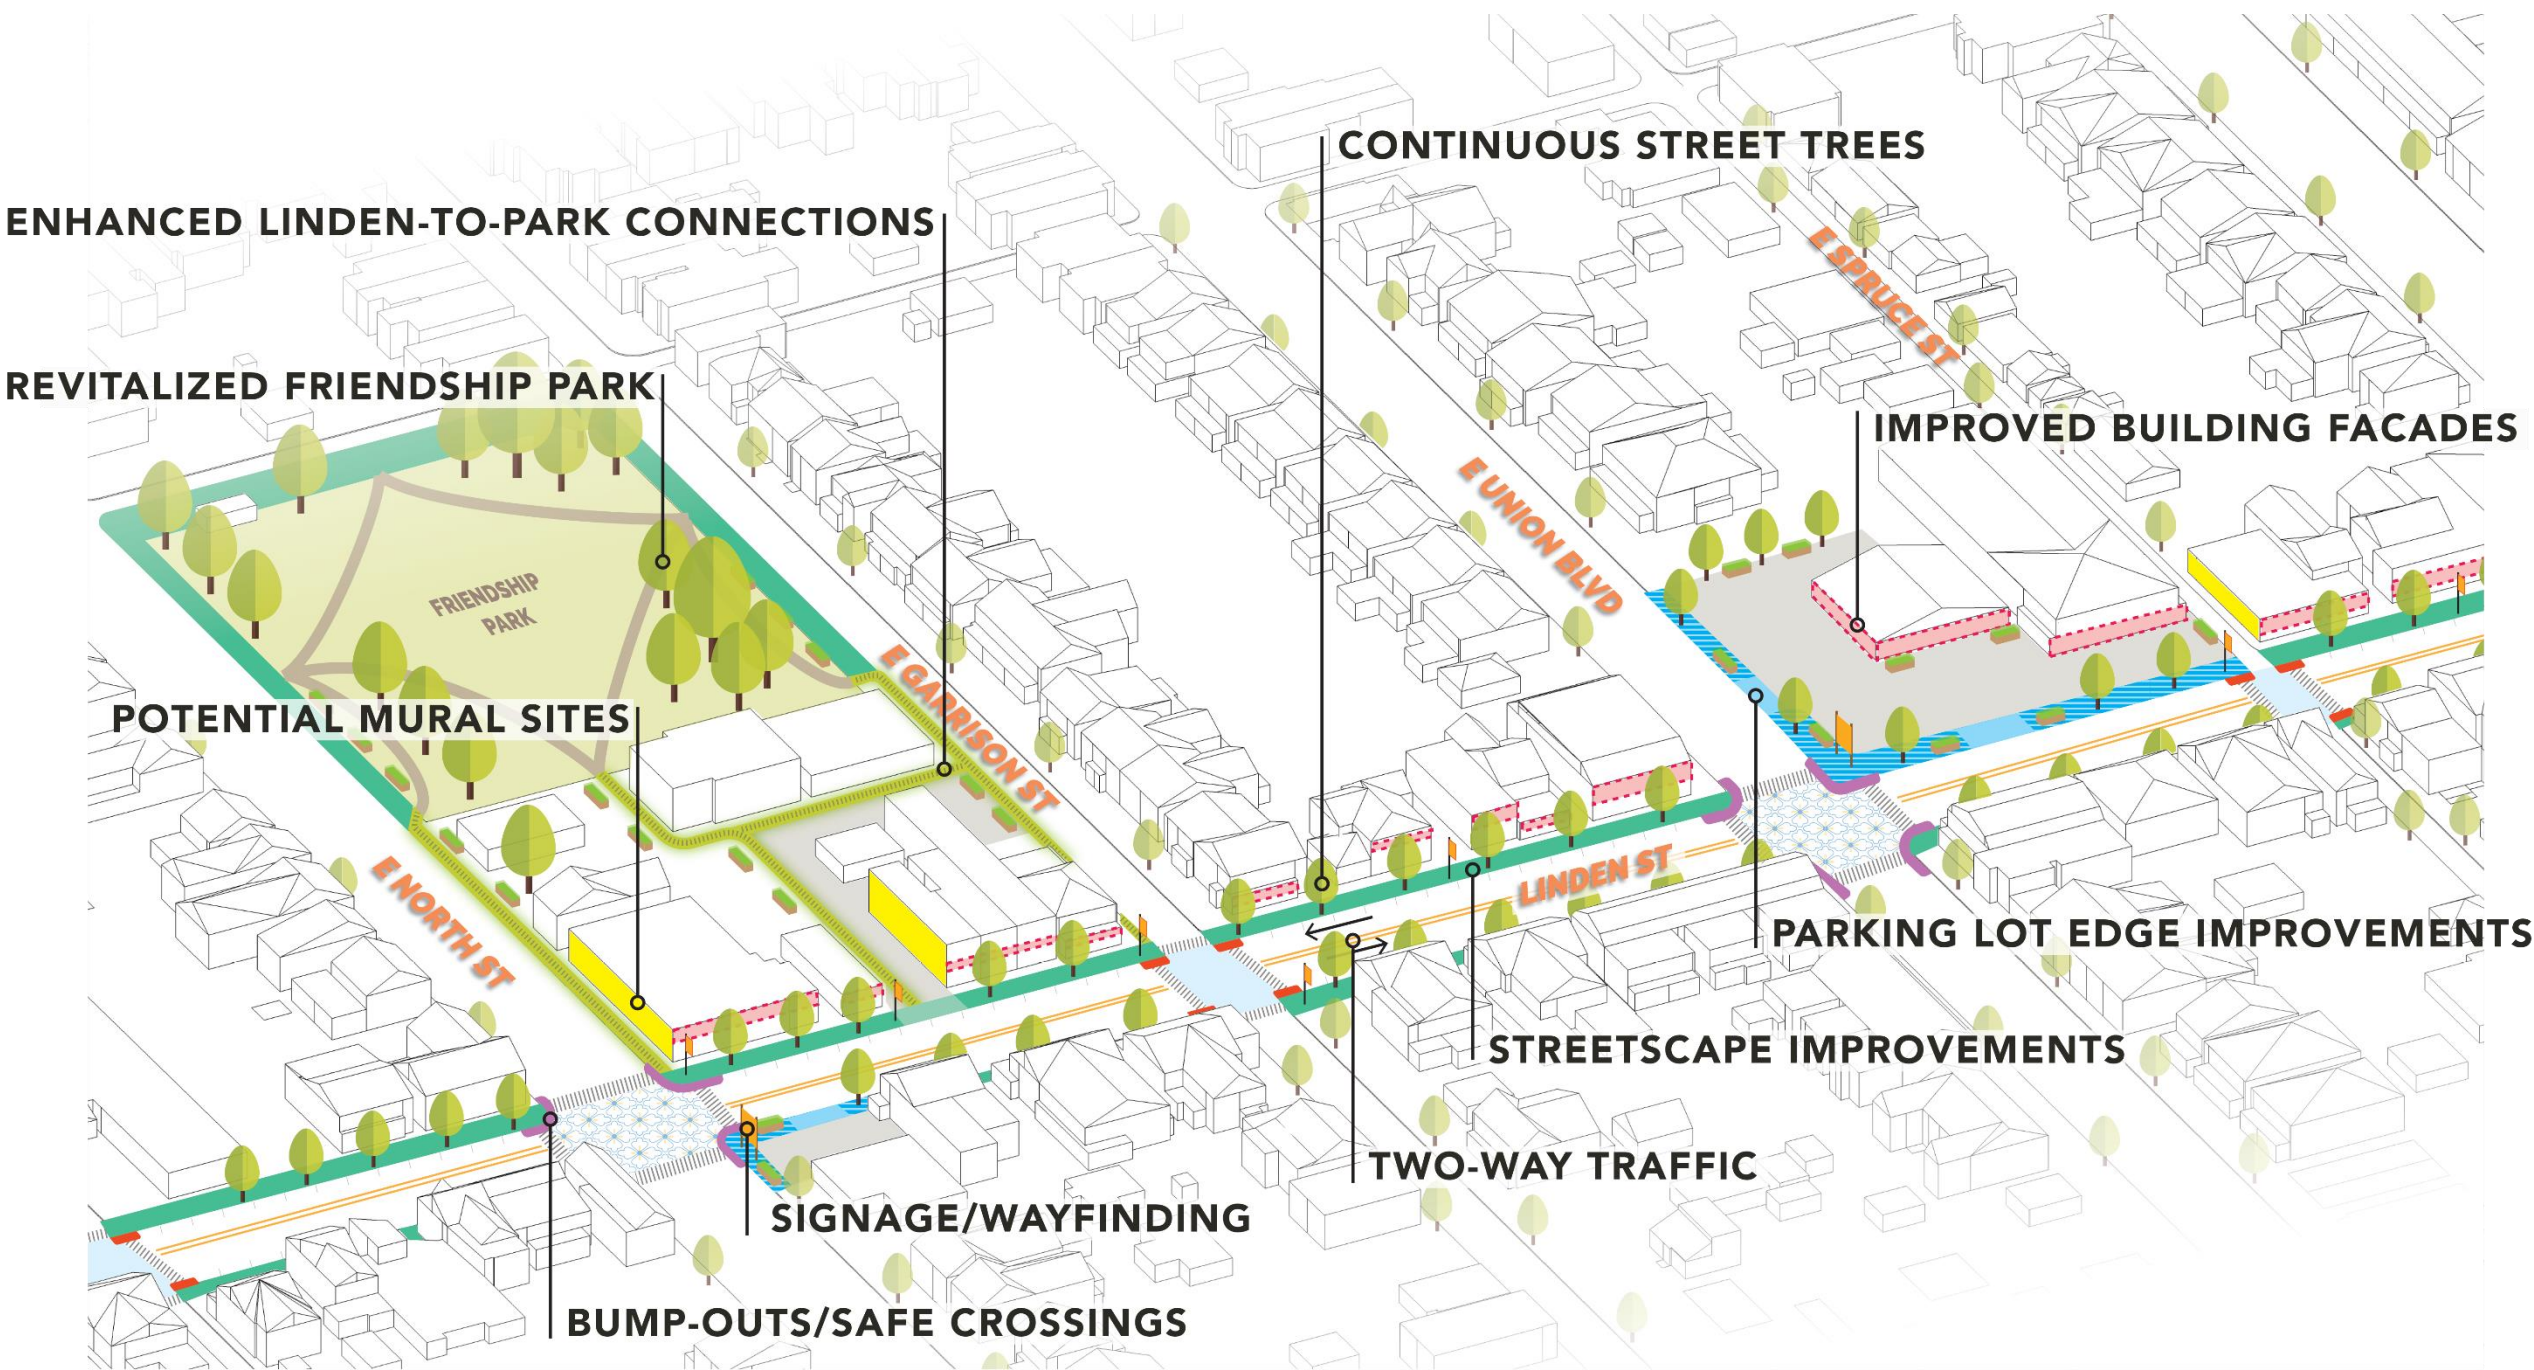 CONTINUOUS STREET TREES
ENHANCED LINDEN-TO-PARK CONNECTIONS
E SPRUCE ST
REVITALIZED FRIENDSHIP PARK
IMPROVED BUILDING FACADES
E UNION BLVD
FRIENDSHIP
PARK
E GARRISON ST
POTENTIAL MURAL SITES
LINDEN ST
E NORTH ST
PARKING LOT EDGE IMPROVEMENTS
STREETSCAPE IMPROVEMENTS
TWO-WAY TRAFFIC
SIGNAGE/WAYFINDING
BUMP-OUTS/SAFE CROSSINGS